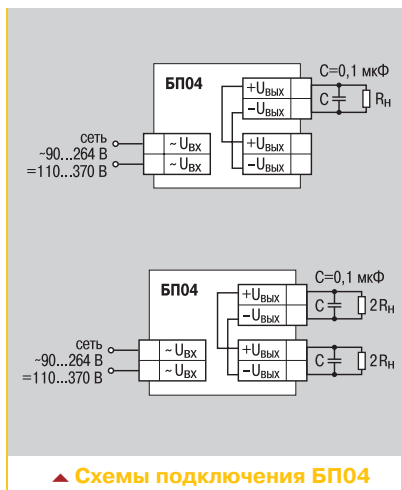 C=0,1 мкФ
БП04
+Uвых
−Uвых
C
Rн
сеть
~90...264 В
=110...370 В
~ Uвх
~ Uвх
+Uвых
−Uвых
C=0,1 мкФ
БП04
+Uвых
−Uвых
C
2Rн
сеть
~90...264 В
=110...370 В
~ Uвх
~ Uвх
+Uвых
−Uвых
C
2Rн
▲ Схемы подключения БП04